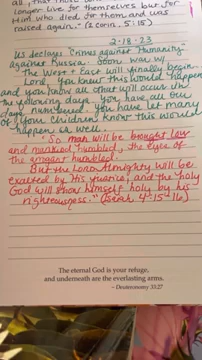 all, that those
longer live for themselves but for
Him who died for them and was
raised again." (2 Corin. 5:15)
2-18-23
US declares "Crimes against Humanity"
against Russia. Soon war w/
The West + East will finally begin.
Lord, You knew this would happen
and you know all that will occur in
the following days. You have all our
days numbered. You have let many
of your children know this would
happen as well.
"So man will be brought low
and mankind humbled, the eyes of
the arrogant humbled.
But the Lord Almighty will be
exalted by His justice, and the holy
God will show himself holy by his
righteousness." (Isaiah 5:15-16)
The eternal God is your refuge,
and underneath are the everlasting arms.
– Deuteronomy 33:27